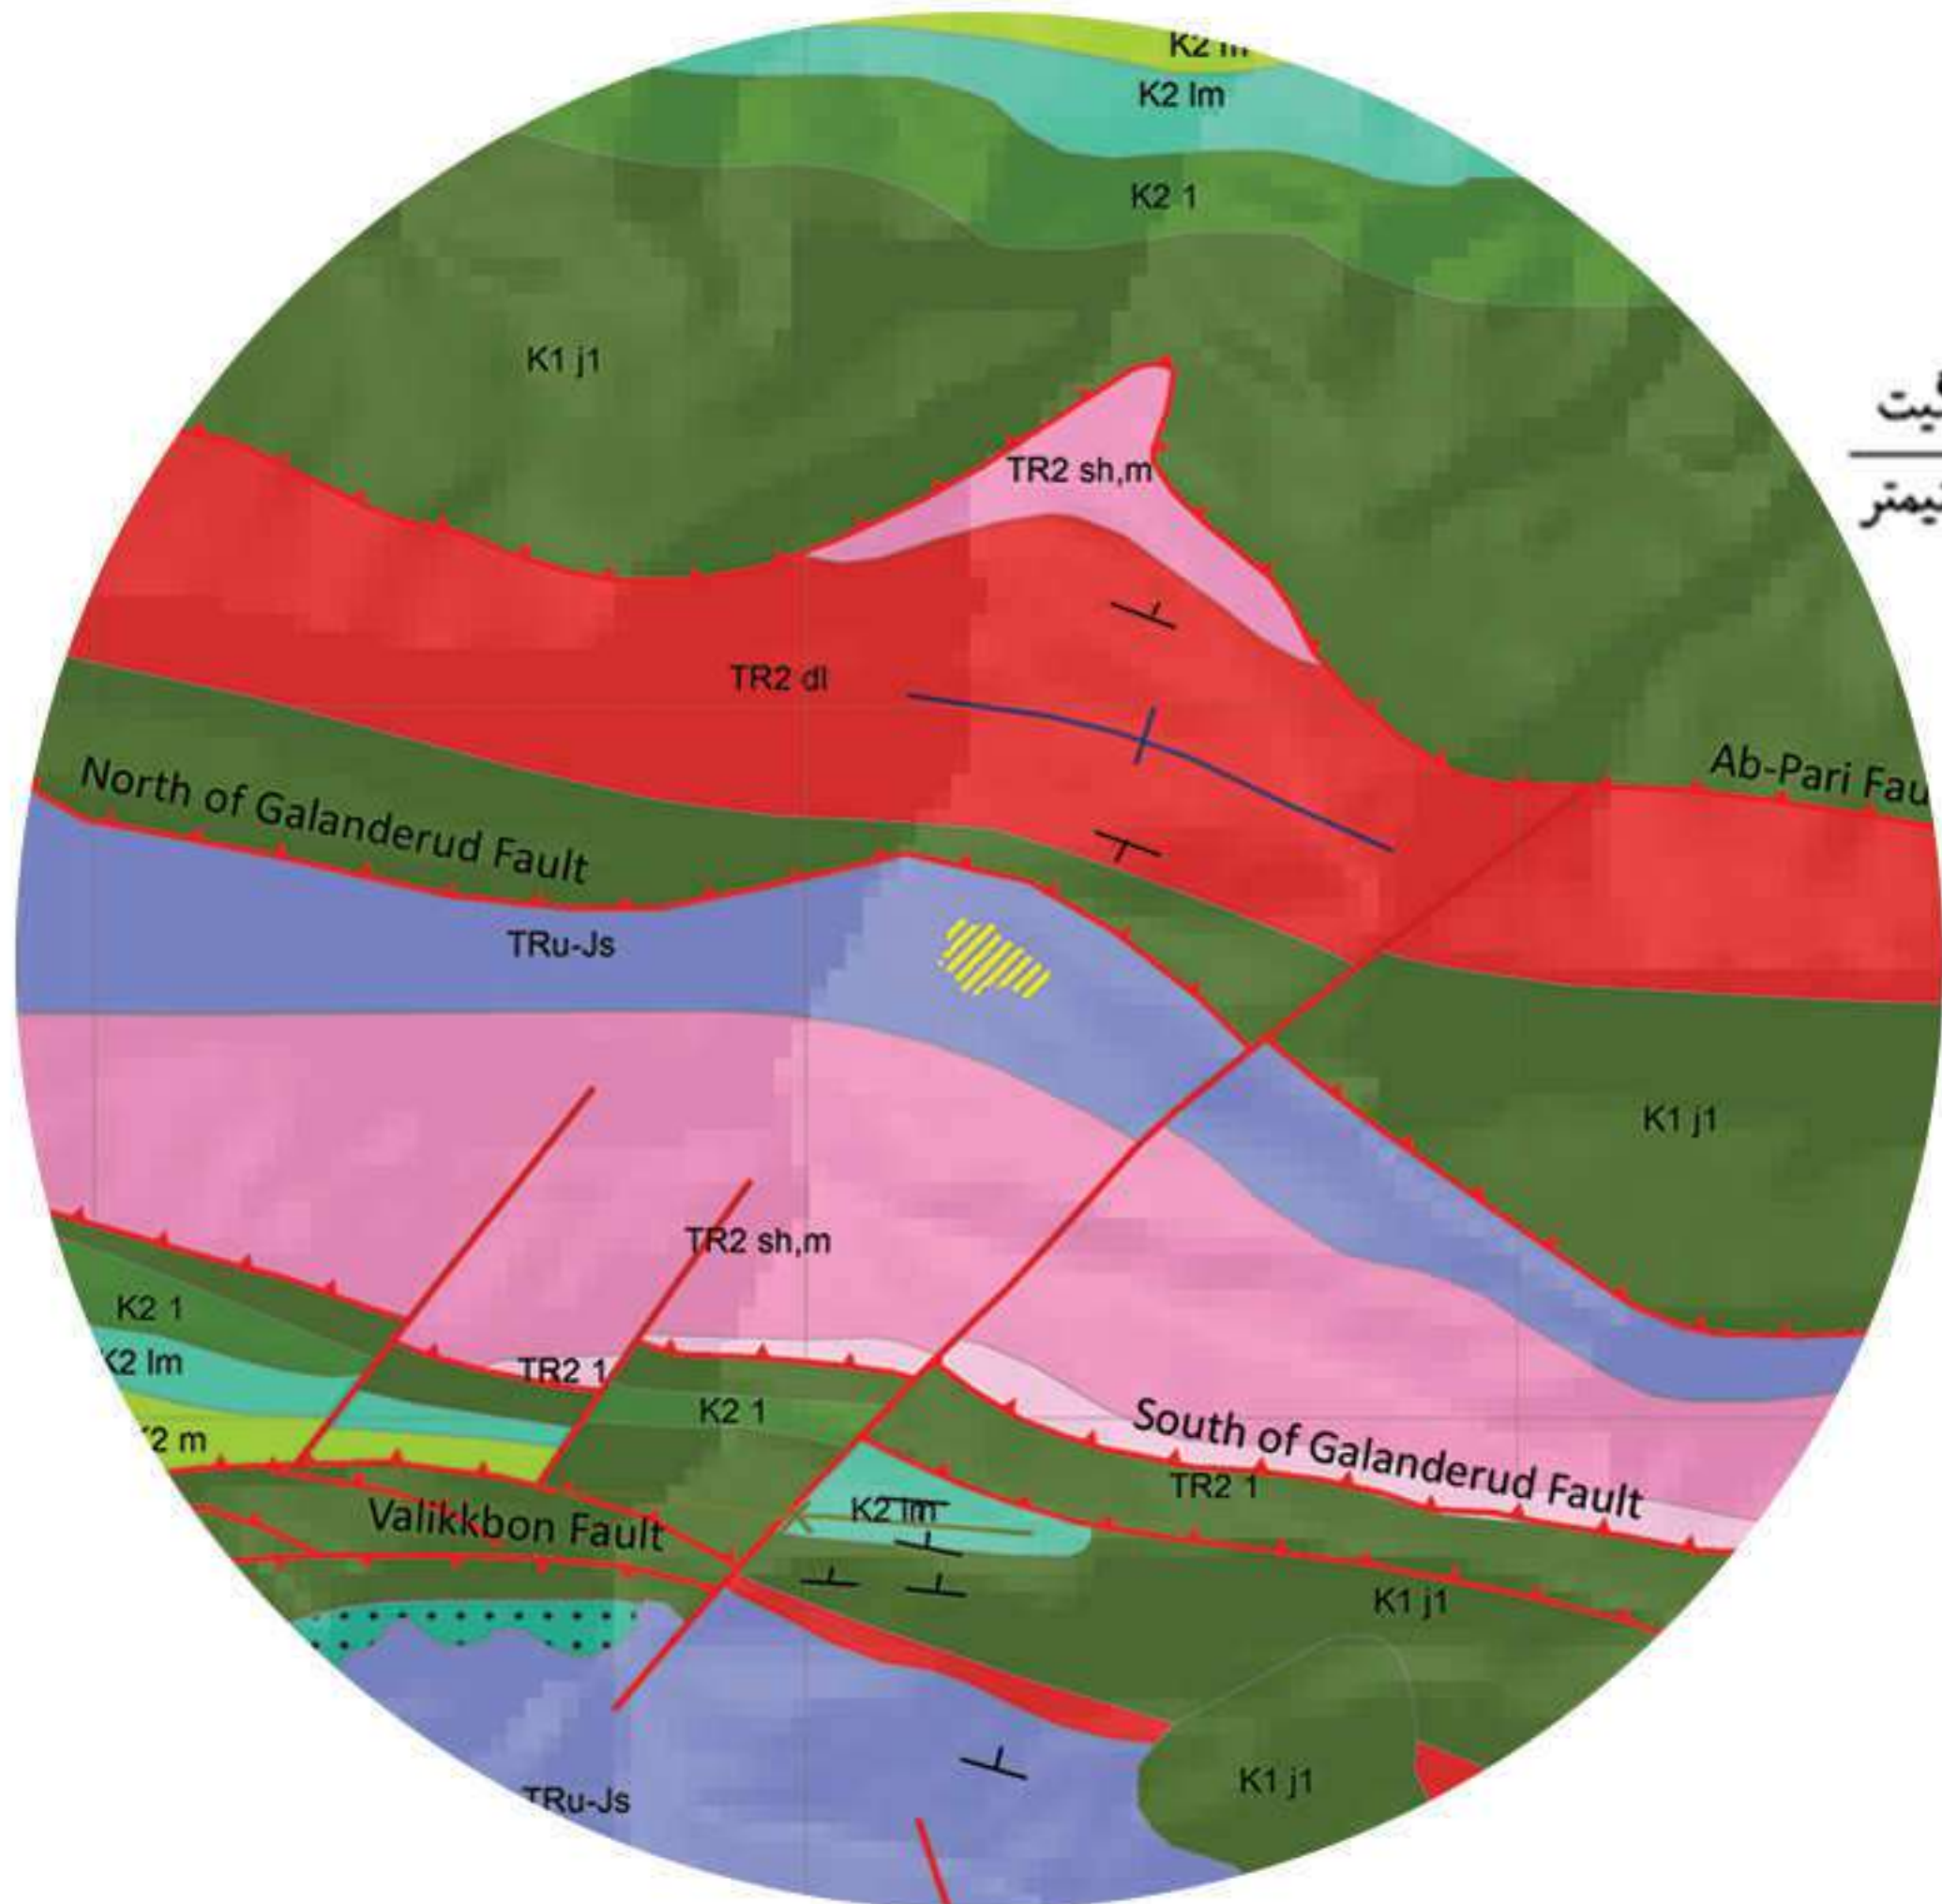 K2 m
K2 lm
K2 1
K1 j1
TR2 sh,m
TR2 dl
Ab-Pari Fau
North of Galanderud Fault
TRu-Js
K1 j1
TR2 sh,m
K2 1
K2 lm
TR2 1
K2 1
K2 m
South of Galanderud Fault
TR2 1
K2 lm
Valikkbon Fault
K1 j1
K1 j1
TRu-Js